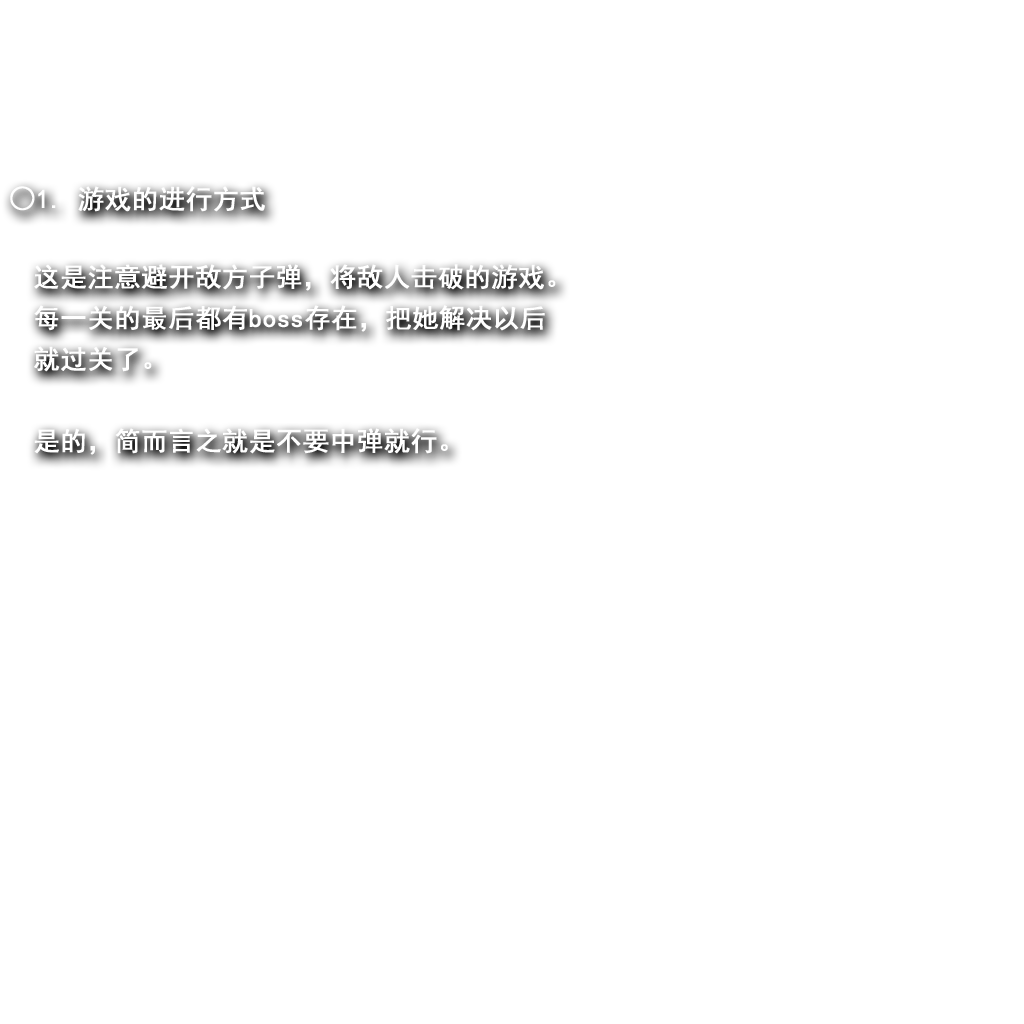 ○1. 游戏的进行方式
这是注意避开敌方子弹，将敌人击破的游戏。
每一关的最后都有boss存在，把她解决以后
就过关了。
是的，简而言之就是不要中弹就行。